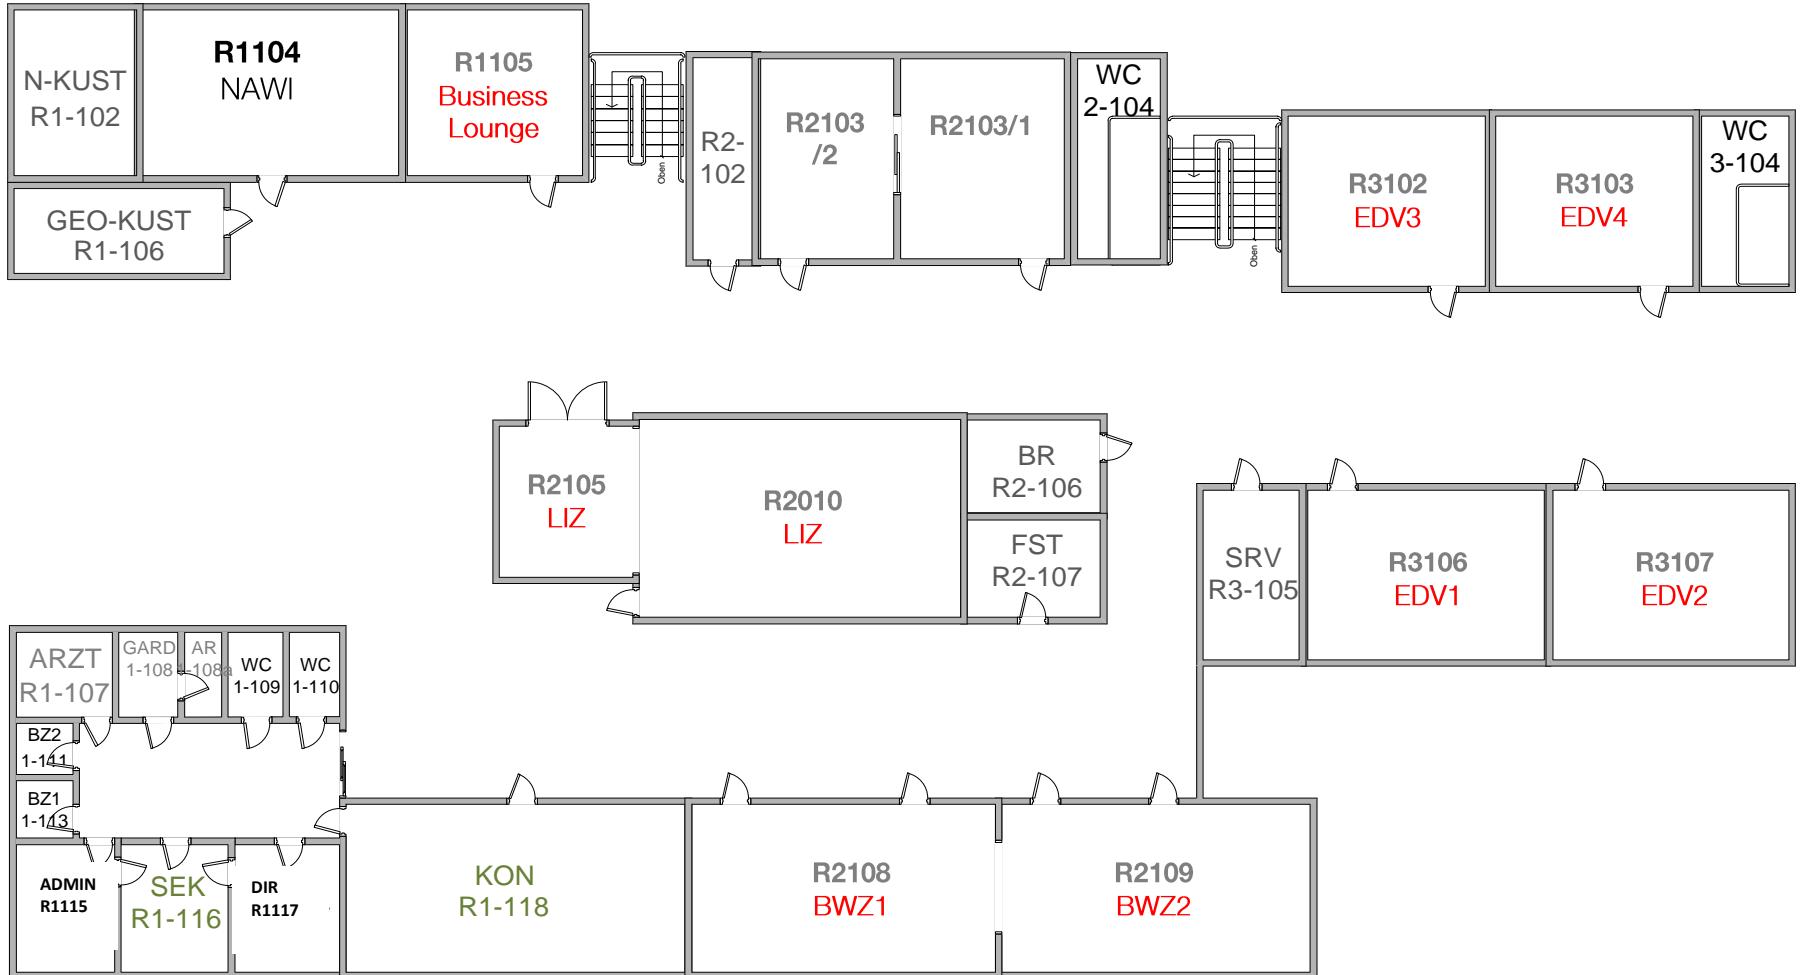 N-KUST
R1-102
R1104
NAWI
R1105
Business
Lounge
Oben
GEO-KUST
R1-106
R2-
102
R2103
/2
R2103/1
WC
2-104
Oben
R3102
EDV3
R3103
EDV4
WC
3-104
R2105
LIZ
R2010
LIZ
BR
R2-106
FST
R2-107
SRV
R3-105
R3106
EDV1
R3107
EDV2
ARZT
R1-107
GARD
1-108
AR
1-108a
WC
1-109
WC
1-110
BZ2
1-111
BZ1
1-113
ADMIN
R1115
SEK
R1-116
DIR
R1117
KON
R1-118
R2108
BWZ1
R2109
BWZ2